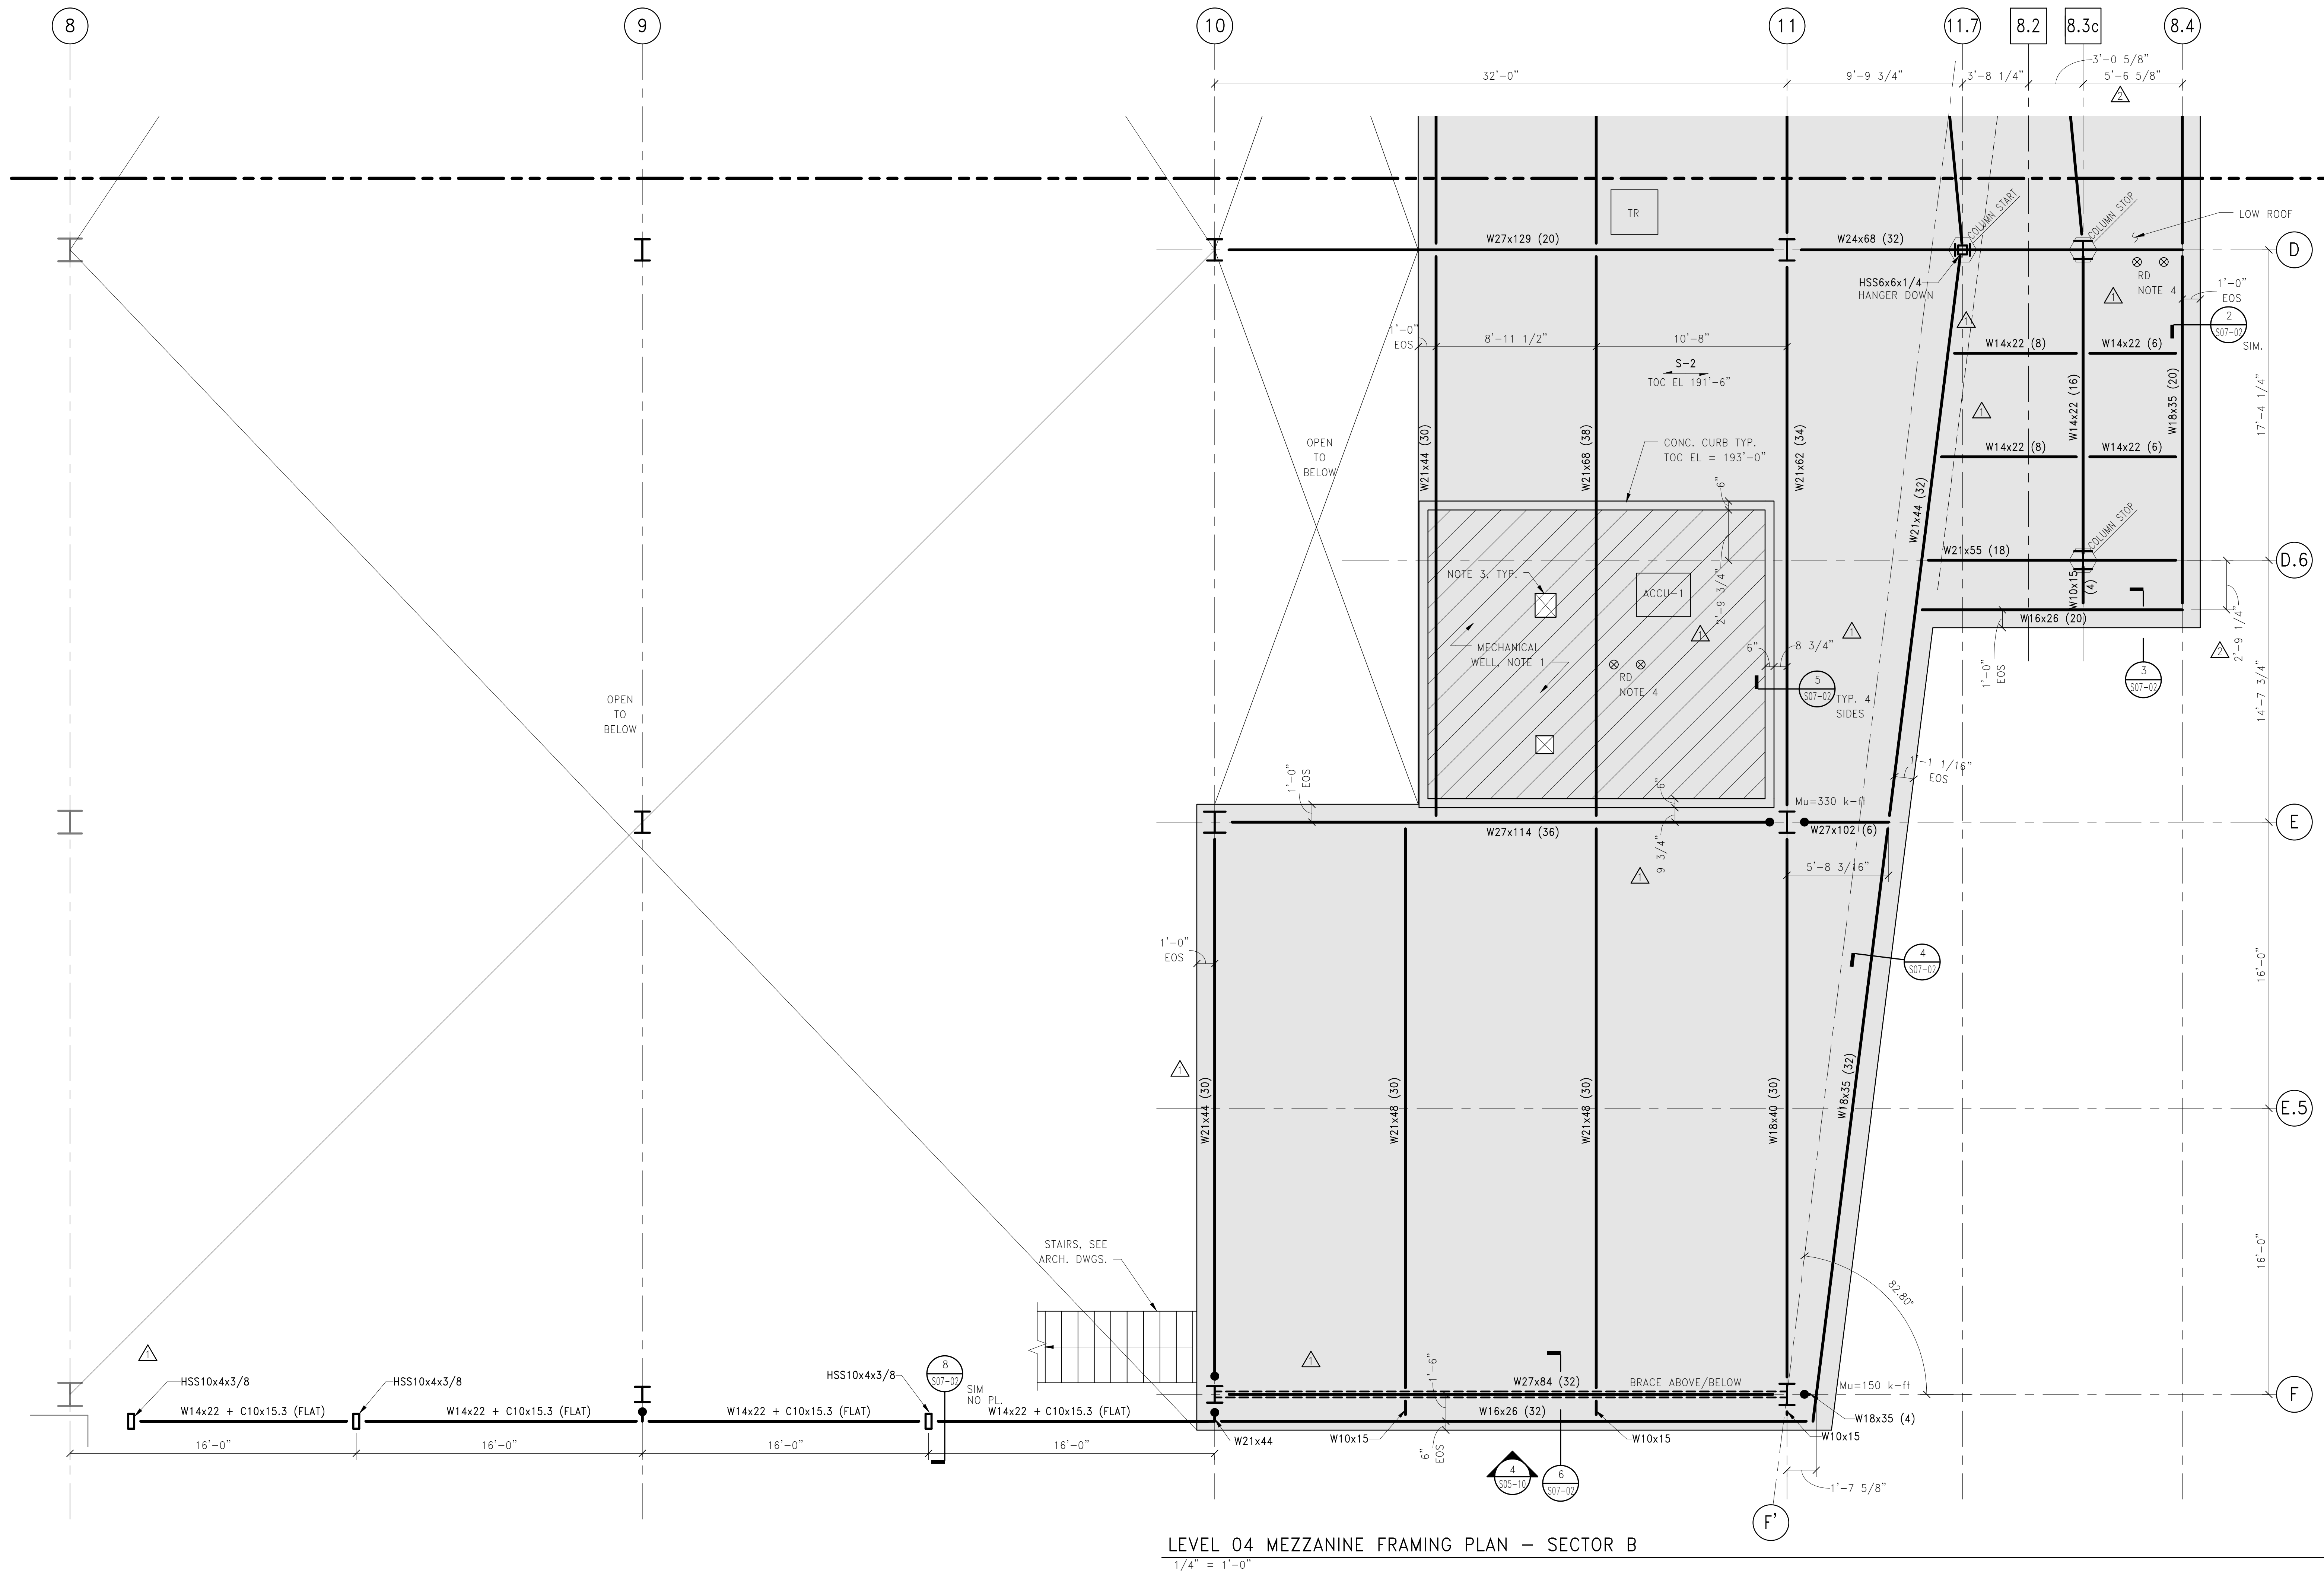 8
9
10
11
11.7
8.2
8.3c
8.4
32'-0"
9'-9 3/4"
3'-8 1/4"
3'-0 5/8"
5'-6 5/8"
2
TR
COLUMN START
COLUMN STOP
LOW ROOF
W27x129 (20)
W24x68 (32)
D
HSS6x6x1/4
HANGER DOWN
RD
NOTE 4
1
1'-0"
EOS
2
S07-02
SIM.
1
1'-0"
EOS
8'-11 1/2"
10'-8"
S-2
TOC EL 191'-6"
W14x22 (8)
W14x22 (6)
W14x22 (16)
W18x35 (20)
17'-4 1/4"
1
OPEN
TO
BELOW
W21x44 (30)
W21x68 (38)
CONC. CURB TYP.
TOC EL = 193'-0"
W21x62 (34)
W14x22 (8)
W14x22 (6)
6"
W21x44 (32)
COLUMN STOP
W21x55 (18)
D.6
NOTE 3, TYP.
ACCU-1
2'-9 3/4"
1
W10x15
(4)
W16x26 (20)
2'-9 1/4"
2
1
MECHANICAL
WELL, NOTE 1
RD
NOTE 4
6"
8 3/4"
5
S07-02
TYP. 4
SIDES
1'-0"
EOS
3
S07-02
14'-7 3/4"
OPEN
TO
BELOW
1'-0"
EOS
6"
1'-1 1/16"
EOS
Mu=330 k-ft
W27x114 (36)
W27x102 (6)
E
9 3/4"
1
5'-8 3/16"
1'-0"
EOS
4
S07-02
16'-0"
1
W21x44 (30)
W21x48 (30)
W21x48 (30)
W18x40 (30)
W18x35 (32)
E.5
STAIRS, SEE
ARCH. DWGS.
16'-0"
82.80°
1
1
HSS10x4x3/8
HSS10x4x3/8
HSS10x4x3/8
8
S07-02
SIM
NO PL.
1'-6"
W27x84 (32)
BRACE ABOVE/BELOW
Mu=150 k-ft
F
W14x22 + C10x15.3 (FLAT)
W14x22 + C10x15.3 (FLAT)
W14x22 + C10x15.3 (FLAT)
W14x22 + C10x15.3 (FLAT)
W16x26 (32)
W18x35 (4)
W21x44
W10x15
W10x15
W10x15
16'-0"
16'-0"
16'-0"
16'-0"
6"
EOS
4
S05-10
6
S07-02
1'-7 5/8"
F'
LEVEL 04 MEZZANINE FRAMING PLAN - SECTOR B
1/4" = 1'-0"